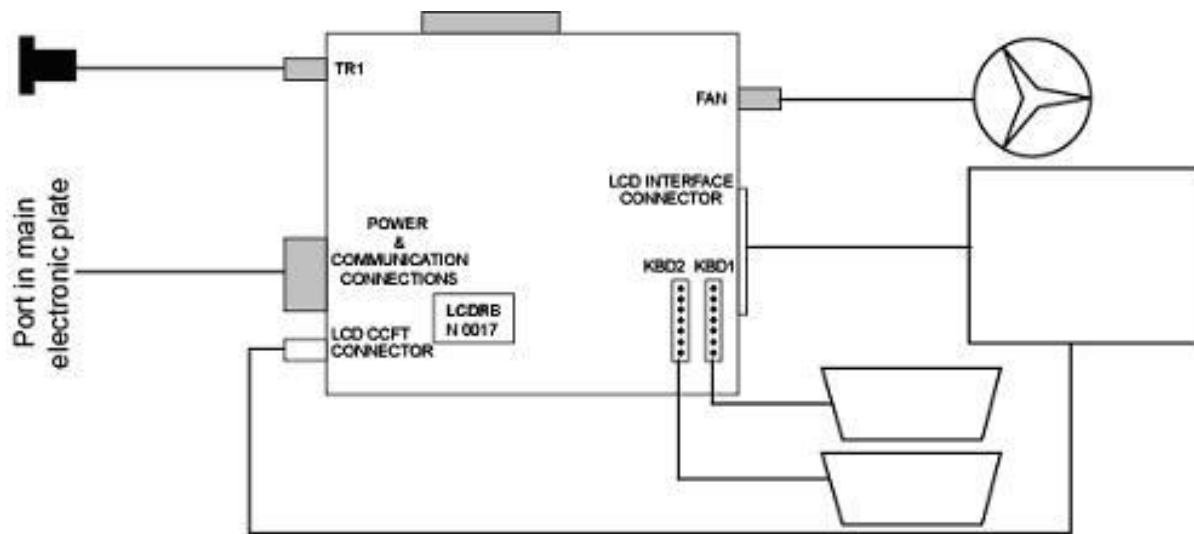 TR1
FAN
LCD INTERFACE
CONNECTOR
Port in main
electronic plate
POWER
&
COMMUNICATION
CONNECTIONS
KBD2 KBD1
LCDRB
N 0017
LCD CCFT
CONNECTOR